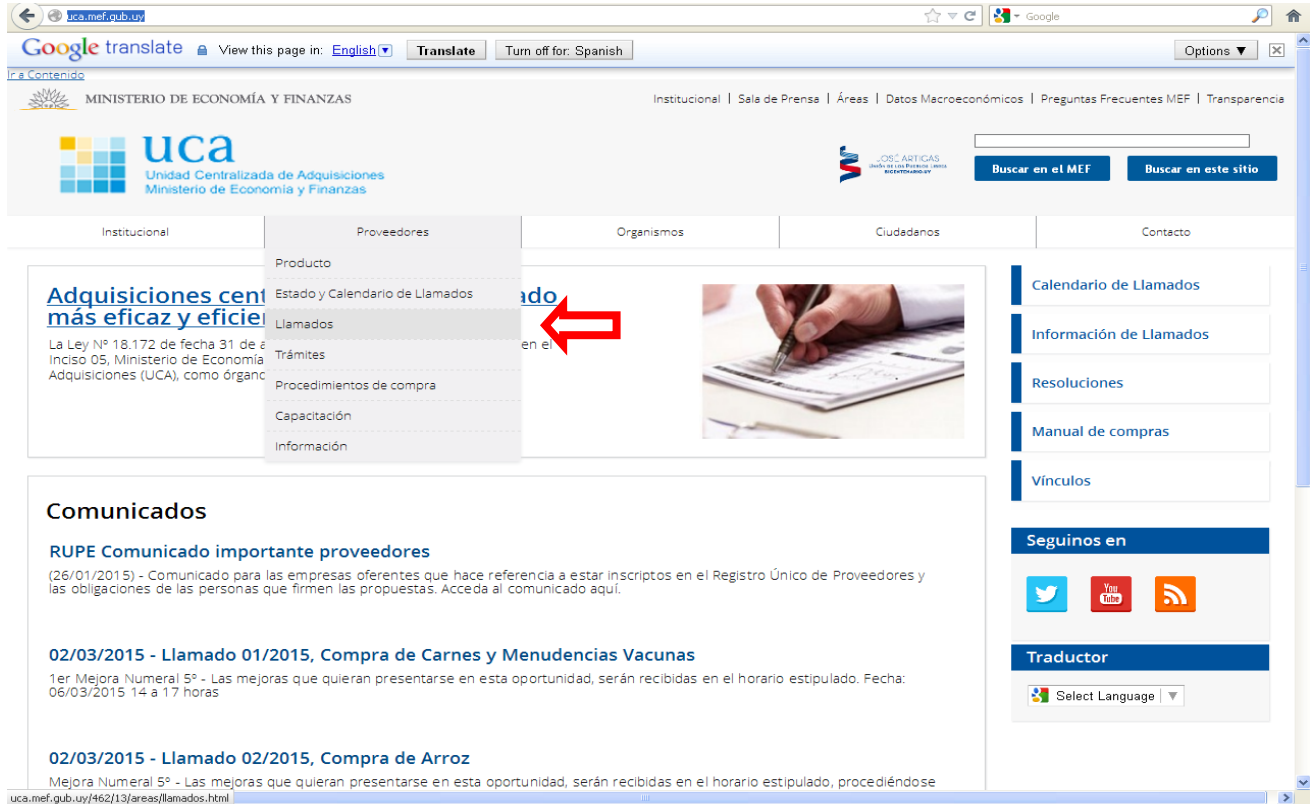 uca.mef.gub.uy
Google
Google translate View this page in: English Translate Turn off for: Spanish Options
Ir a Contenido
MINISTERIO DE ECONOMÍA Y FINANZAS
Institucional | Sala de Prensa | Áreas | Datos Macroeconómicos | Preguntas Frecuentes MEF | Transparencia
uca
Unidad Centralizada de Adquisiciones
Ministerio de Economía y Finanzas
JOSÉ ARTIGAS
BICENTENARIO.UY
Buscar en el MEF
Buscar en este sitio
Institucional
Proveedores
Organismos
Ciudadanos
Contacto
Producto
Estado y Calendario de Llamados
Llamados
Trámites
Procedimientos de compra
Capacitación
Información
Adquisiciones cent ado
más eficaz y eficie
La Ley Nº 18.172 de fecha 31 de a en el
Inciso 05, Ministerio de Economía
Adquisiciones (UCA), como órgano
Calendario de Llamados
Información de Llamados
Resoluciones
Manual de compras
Vínculos
Comunicados
RUPE Comunicado importante proveedores
(26/01/2015) - Comunicado para las empresas oferentes que hace referencia a estar inscriptos en el Registro Único de Proveedores y
las obligaciones de las personas que firmen las propuestas. Acceda al comunicado aquí.
02/03/2015 - Llamado 01/2015, Compra de Carnes y Menudencias Vacunas
1er Mejora Numeral 5º - Las mejoras que quieran presentarse en esta oportunidad, serán recibidas en el horario estipulado. Fecha:
06/03/2015 14 a 17 horas
02/03/2015 - Llamado 02/2015, Compra de Arroz
Mejora Numeral 5º - Las mejoras que quieran presentarse en esta oportunidad, serán recibidas en el horario estipulado, procediéndose
Seguinos en
You
Tube
Traductor
Select Language
uca.mef.gub.uy/462/13/areas/llamados.html